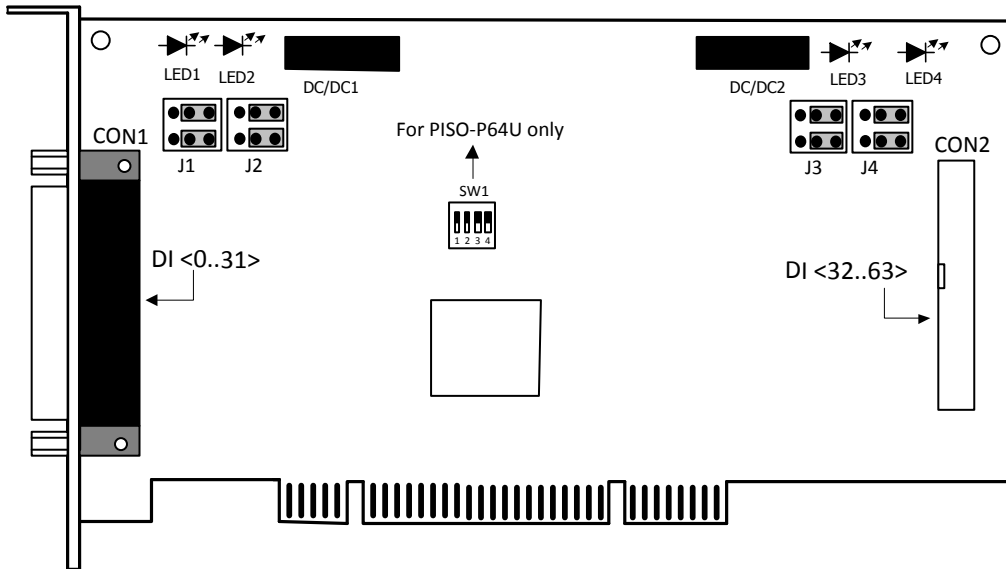 LED1
LED2
DC/DC1
DC/DC2
LED3
LED4
CON1
J1
J2
For PISO-P64U only
J3
J4
CON2
SW1
1 2 3 4
DI <0..31>
DI <32..63>